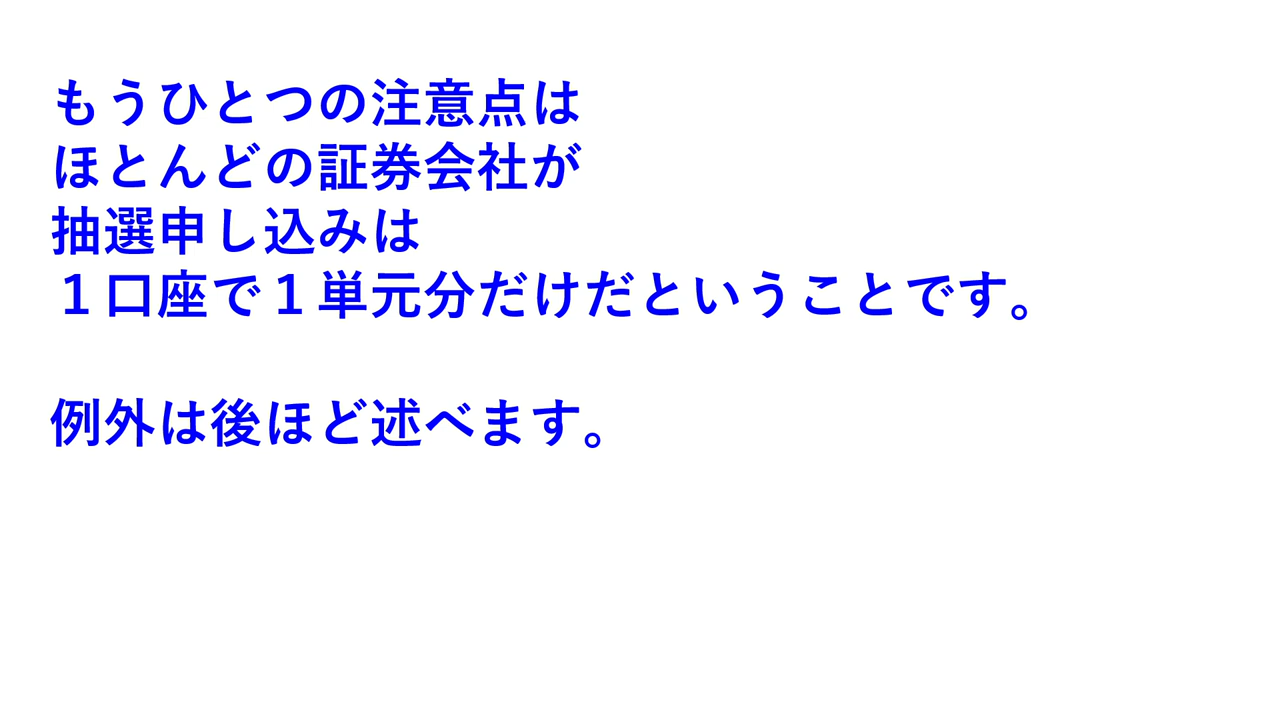 もうひとつの注意点は
ほとんどの証券会社が
抽選申し込みは
１口座で１単元分だけだということです。
例外は後ほど述べます。